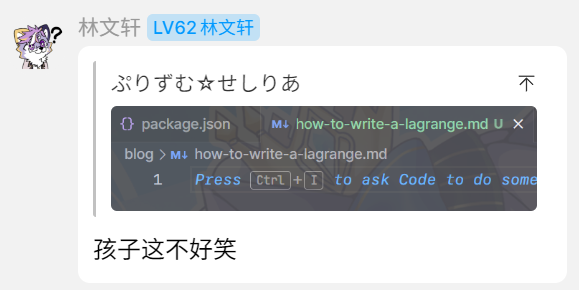 林文轩 LV62 林文轩
ぷりずむ☆せしりあ
{} package.json M↓ how-to-write-a-lagrange.md U ×
blog > M↓ how-to-write-a-lagrange.md
1 Press Ctrl+I to ask Code to do some
孩子这不好笑